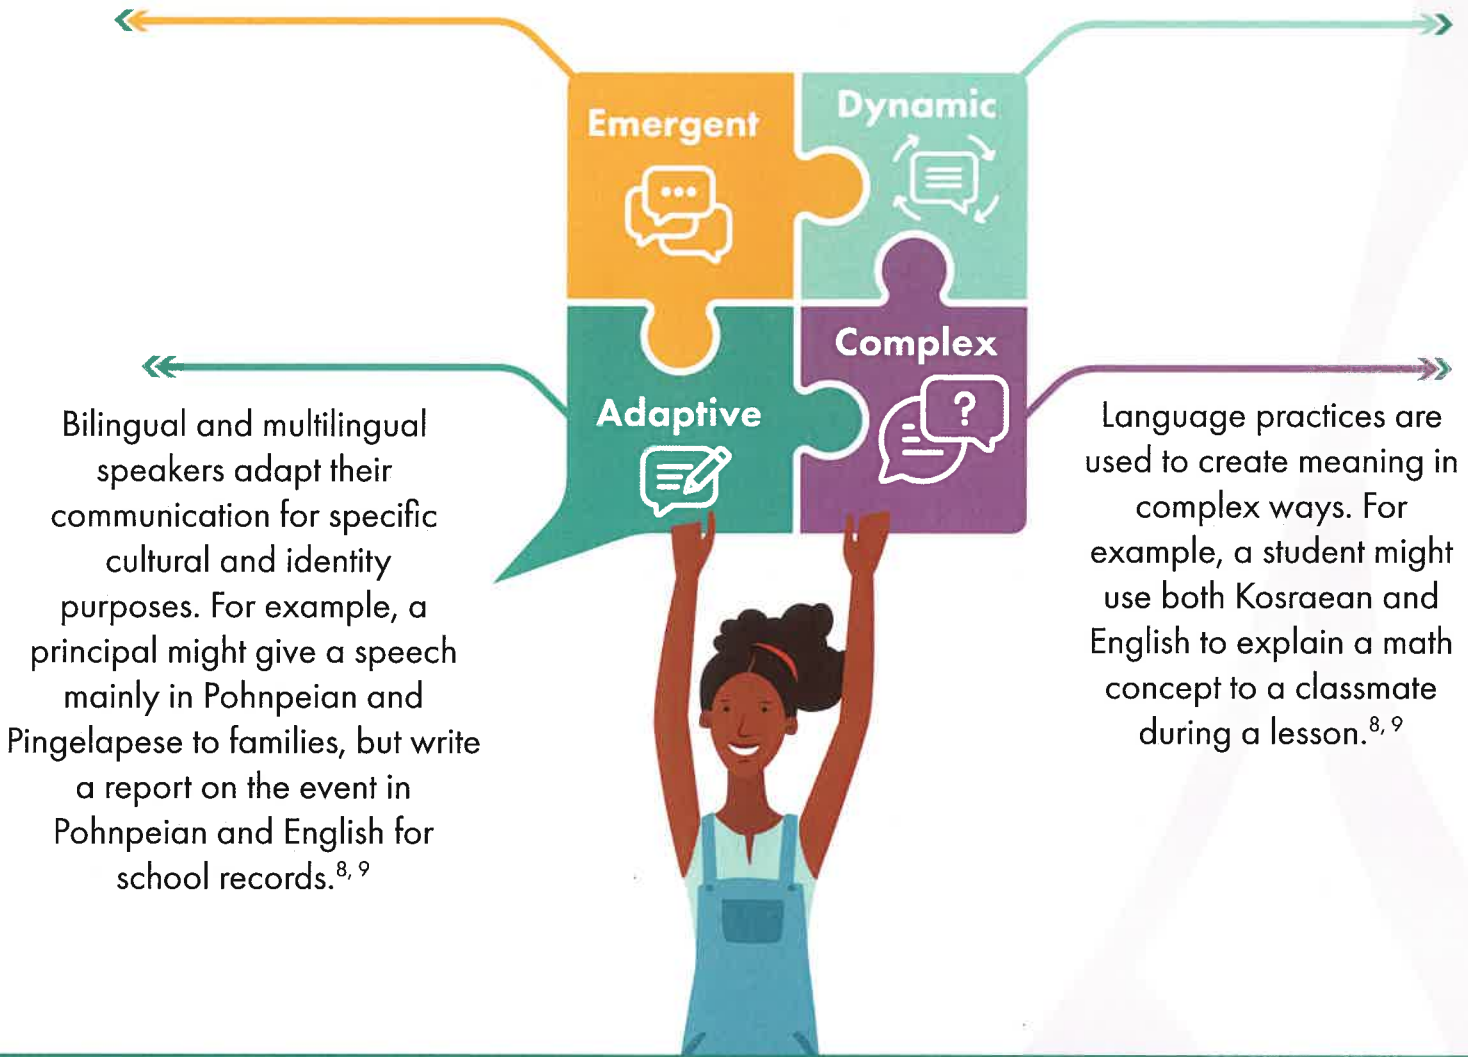 Emergent
Dynamic
Adaptive
Complex
Bilingual and multilingual
speakers adapt their
communication for specific
cultural and identity
purposes. For example, a
principal might give a speech
mainly in Pohnpeian and
Pingelapese to families, but write
a report on the event in
Pohnpeian and English for
school records.8, 9
Language practices are
used to create meaning in
complex ways. For
example, a student might
use both Kosraean and
English to explain a math
concept to a classmate
during a lesson.8, 9